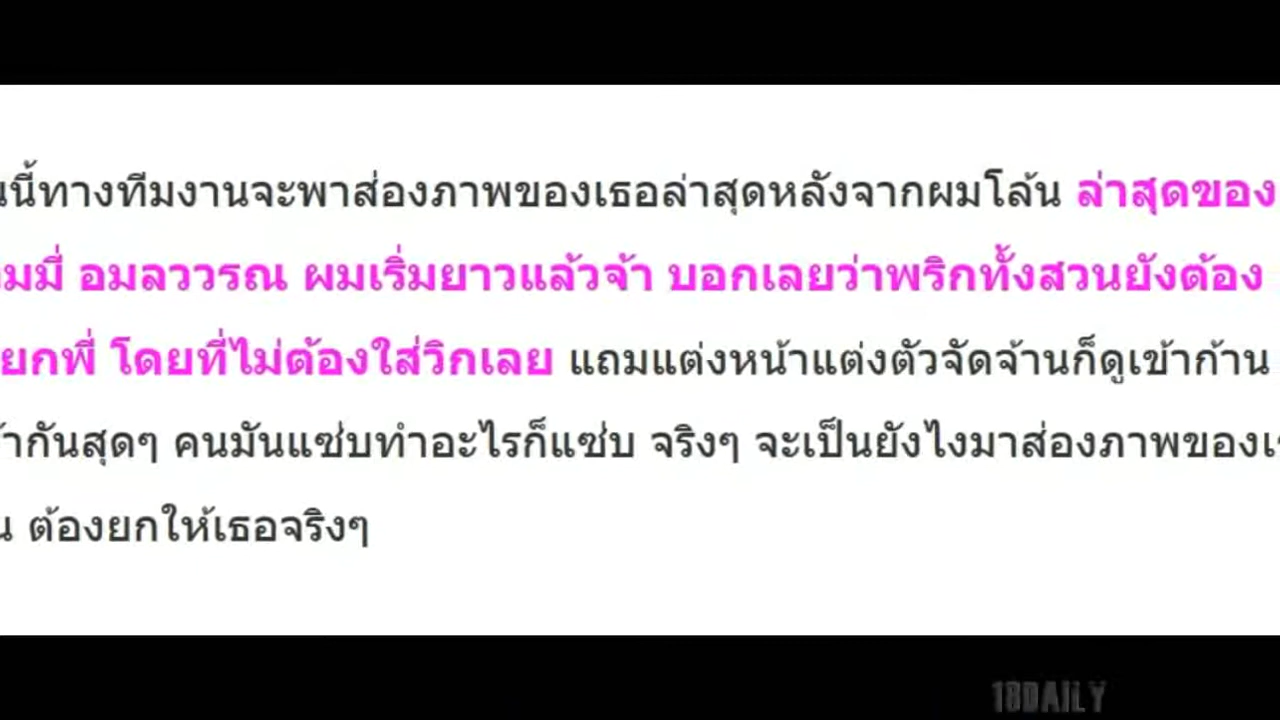 นนี้ทางทีมงานจะพาส่องภาพของเธอล่าสุดหลังจากผมโล้น ล่าสุดของ
มมี่ อมลววรณ ผมเริ่มยาวแล้วจ้า บอกเลยว่าพริกทั้งสวนยังต้อง
ยกพี่ โดยที่ไม่ต้องใส่วิกเลย แถมแต่งหน้าแต่งตัวจัดจ้านก็ดูเข้าก้าน
ากันสุดๆ คนมันแซ่บทำอะไรก็แซ่บ จริงๆ จะเป็นยังไงมาส่องภาพของเ
น ต้องยกให้เธอจริงๆ
18DAILY